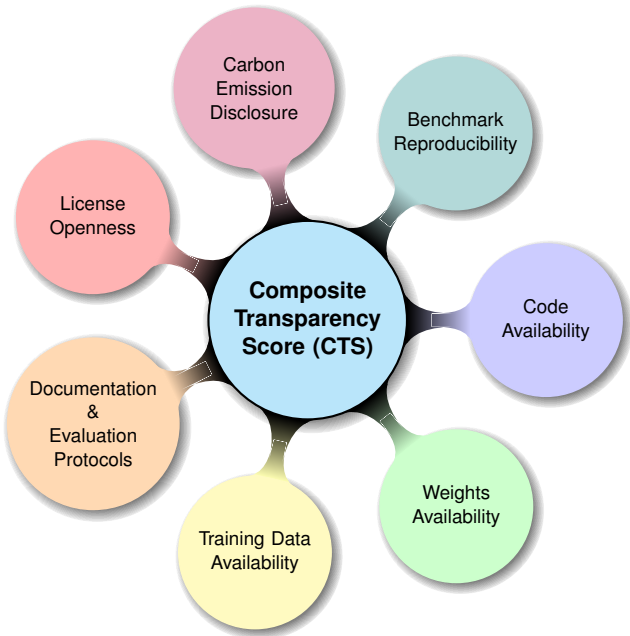 Carbon
Emission
Disclosure
Benchmark
Reproducibility
License
Openness
Composite
Transparency
Score (CTS)
Code
Availability
Documentation
&
Evaluation
Protocols
Weights
Availability
Training Data
Availability